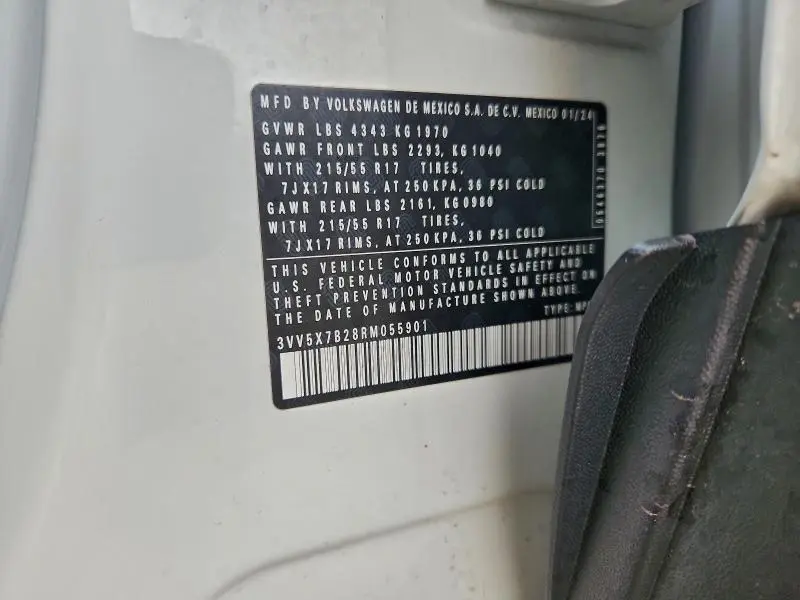 MFD BY VOLKSWAGEN DE MEXICO S.A. DE C.V. MEXICO 01/24
GVWR LBS 4343 KG 1970
GAWR FRONT LBS 2293, KG 1040
WITH 215/55 R17 TIRES,
7JX17 RIMS, AT 250 KPA, 36 PSI COLD
GAWR REAR LBS 2161, KG 0980
WITH 215/55 R17 TIRES,
7JX17 RIMS, AT 250 KPA, 36 PSI COLD
THIS VEHICLE CONFORMS TO ALL APPLICABLE
U.S. FEDERAL MOTOR VEHICLE SAFETY AND
THEFT PREVENTION STANDARDS IN EFFECT ON
THE DATE OF MANUFACTURE SHOWN ABOVE.
TYPE:
3VV5X7B28RM055901